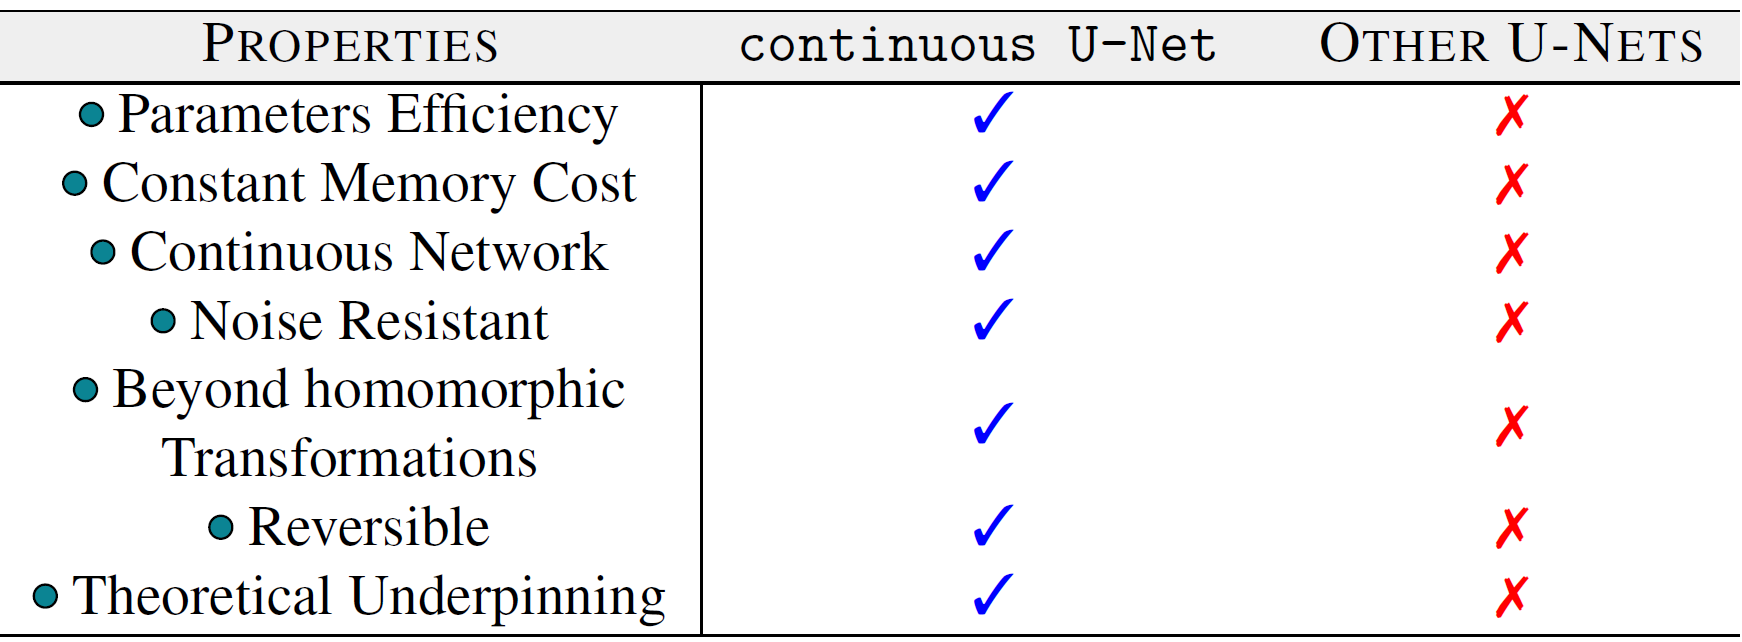 PROPERTIES continuous U-Net OTHER U-NETS
● Parameters Efficiency ✓ ✗
● Constant Memory Cost ✓ ✗
● Continuous Network ✓ ✗
● Noise Resistant ✓ ✗
● Beyond homomorphic
Transformations ✓ ✗
● Reversible ✓ ✗
● Theoretical Underpinning ✓ ✗